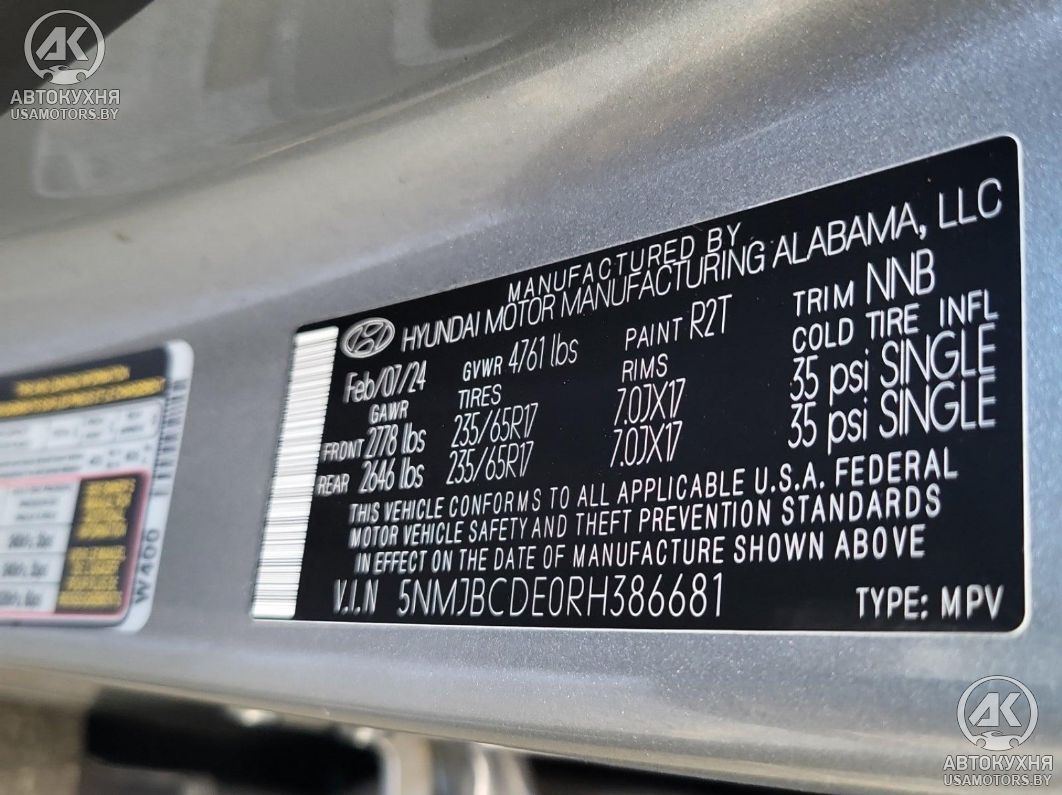 AK
АВТОКУХНЯ
USAMOTORS.BY
MANUFACTURED BY
HYUNDAI MOTOR MANUFACTURING ALABAMA, LLC
Feb/07/24 GVWR 4761 lbs PAINT R2T TRIM NNB
GAWR TIRES RIMS COLD TIRE INFL
FRONT 2778 lbs 235/65R17 7.0JX17 35 psi SINGLE
REAR 2646 lbs 235/65R17 7.0JX17 35 psi SINGLE
THIS VEHICLE CONFORMS TO ALL APPLICABLE U.S.A. FEDERAL
MOTOR VEHICLE SAFETY AND THEFT PREVENTION STANDARDS
IN EFFECT ON THE DATE OF MANUFACTURE SHOWN ABOVE
V.I.N 5NMJBCDE0RH386681 TYPE: MPV
W406
AK
АВТОКУХНЯ
USAMOTORS.BY